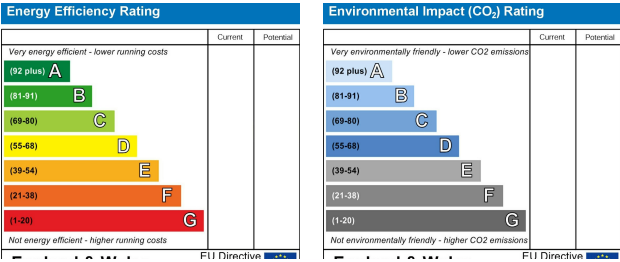 Energy Efficiency Rating
Current Potential
Very energy efficient - lower running costs
(92 plus) A
(81-91) B
(69-80) C
(55-68) D
(39-54) E
(21-38) F
(1-20) G
Not energy efficient - higher running costs
EU Directive
Environmental Impact (CO₂) Rating
Current Potential
Very environmentally friendly - lower CO2 emissions
(92 plus) A
(81-91) B
(69-80) C
(55-68) D
(39-54) E
(21-38) F
(1-20) G
Not environmentally friendly - higher CO2 emissions
EU Directive